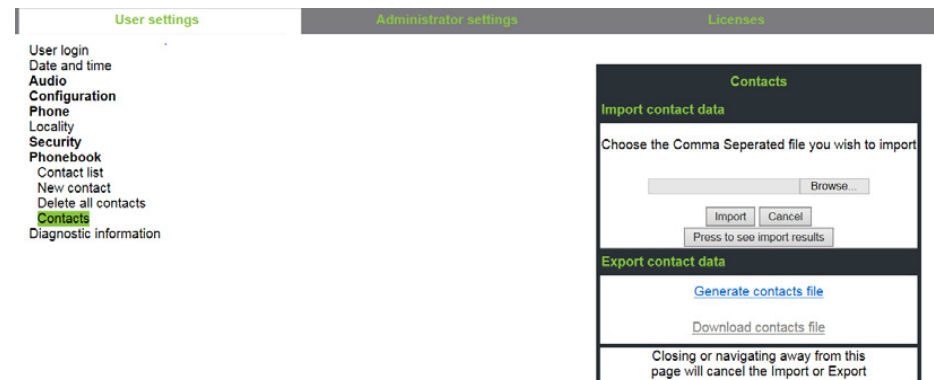 User settings
Administrator settings
Licenses
User login
Date and time
Audio
Configuration
Phone
Locality
Security
Phonebook
Contact list
New contact
Delete all contacts
Contacts
Diagnostic information
Contacts
Import contact data
Choose the Comma Seperated file you wish to import
Browse...
Import
Cancel
Press to see import results
Export contact data
Generate contacts file
Download contacts file
Closing or navigating away from this
page will cancel the Import or Export